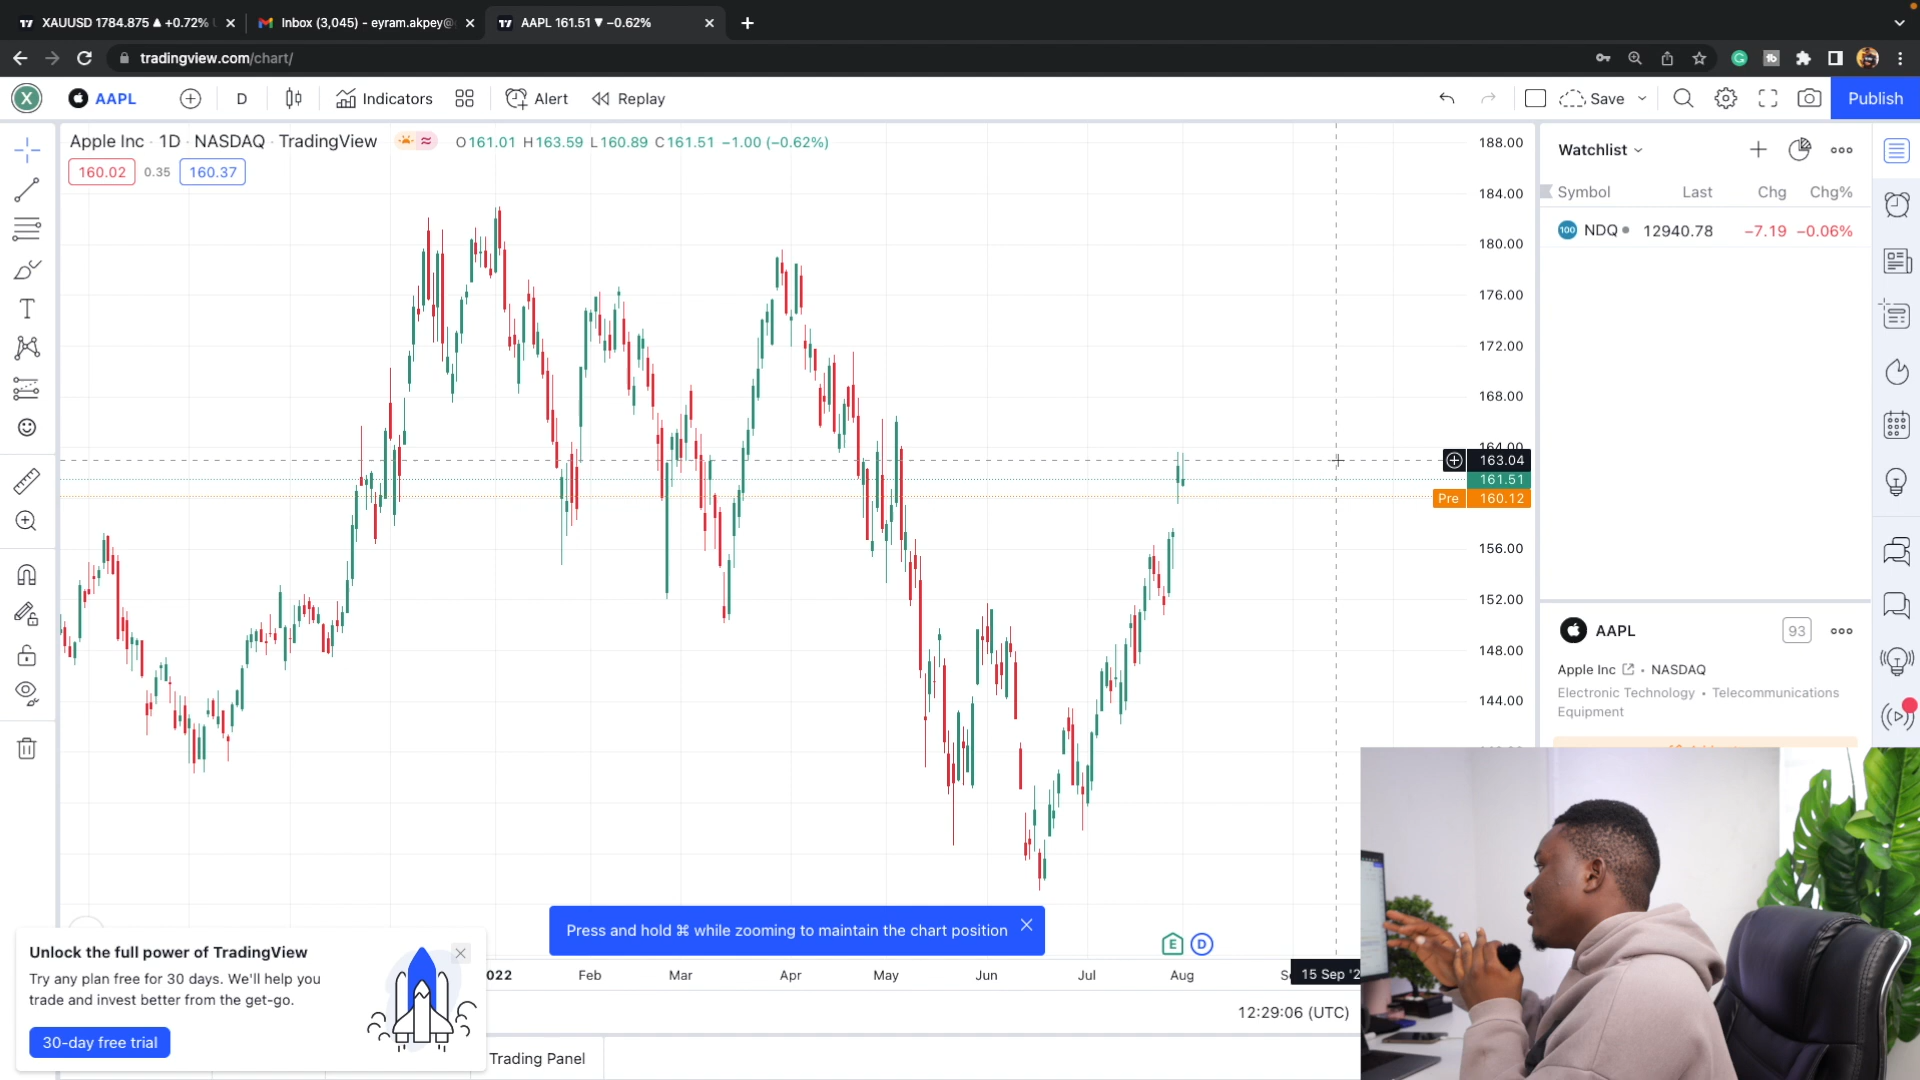 XAUUSD 1784.875 ▲ +0.72%
Inbox (3,045) - eyram.akpey@
AAPL 161.51 ▼ −0.62%
tradingview.com/chart/
X
AAPL
D
Indicators
Alert
Replay
Save
Publish
Apple Inc · 1D · NASDAQ · TradingView
O161.01 H163.59 L160.89 C161.51 −1.00 (−0.62%)
160.02
0.35
160.37
188.00
184.00
180.00
176.00
172.00
168.00
164.00
163.04
161.51
Pre 160.12
156.00
152.00
148.00
144.00
Watchlist
Symbol Last Chg Chg%
100 NDQ 12940.78 −7.19 −0.06%
AAPL
93
Apple Inc · NASDAQ
Electronic Technology • Telecommunications
Equipment
Press and hold ⌘ while zooming to maintain the chart position
E D
022 Feb Mar Apr May Jun Jul Aug
15 Sep '2
12:29:06 (UTC)
Unlock the full power of TradingView
Try any plan free for 30 days. We'll help you
trade and invest better from the get-go.
30-day free trial
Trading Panel